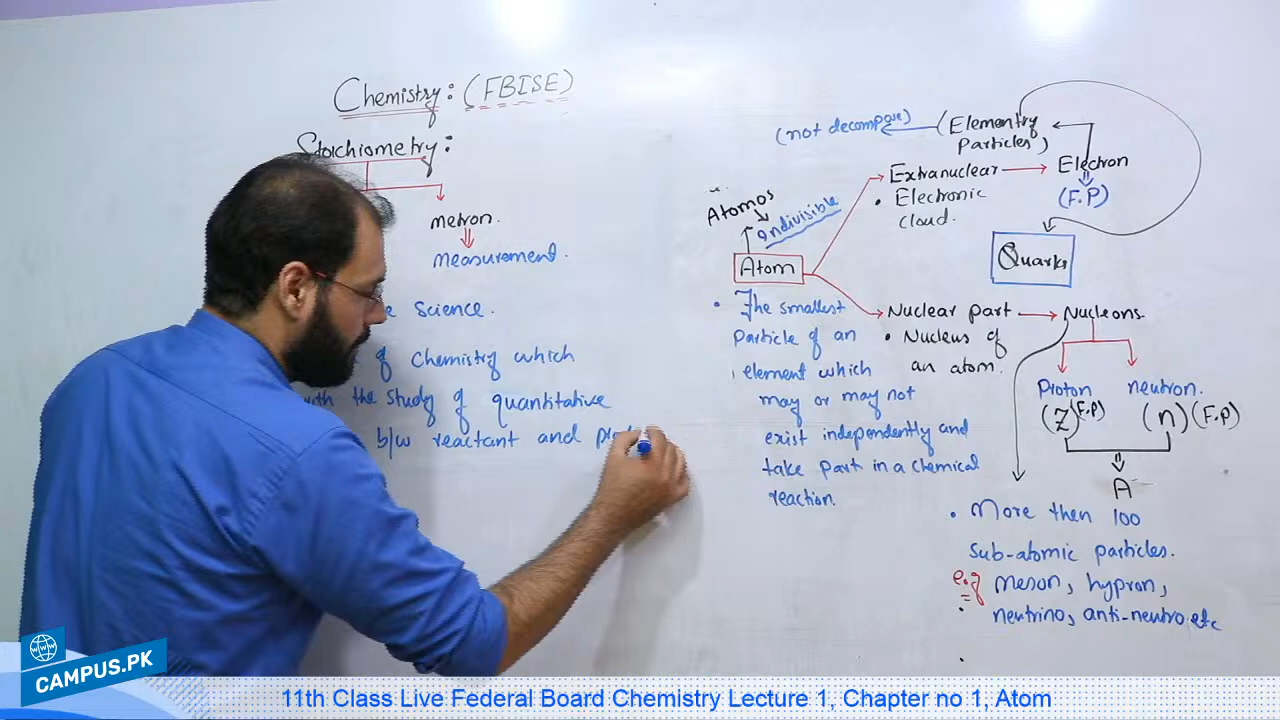 Chemistry: (FBISE)
Stoichiometry:
metron.
measurement.
e science.
of Chemistry which
with the study of quantitative
b/w reactant and prod
(not decompose)
(Elementry
Particles)
Extranuclear
Electron
(F.P)
• Electronic
cloud.
Atomos
Indivisible
Quarks
Atom
• The smallest
Particle of an
element which
may or may not
exist independently and
take part in a chemical
reaction.
Nuclear part
Nucleons.
• Nucleus of
an atom.
Proton
neutron.
(Z) (F.P)
(n) (F.P)
A
• More then 100
sub-atomic particles.
e.g meson, hypron,
neutrino, anti-neutro.etc
WWW
CAMPUS.PK
11th Class Live Federal Board Chemistry Lecture 1, Chapter no 1, Atom